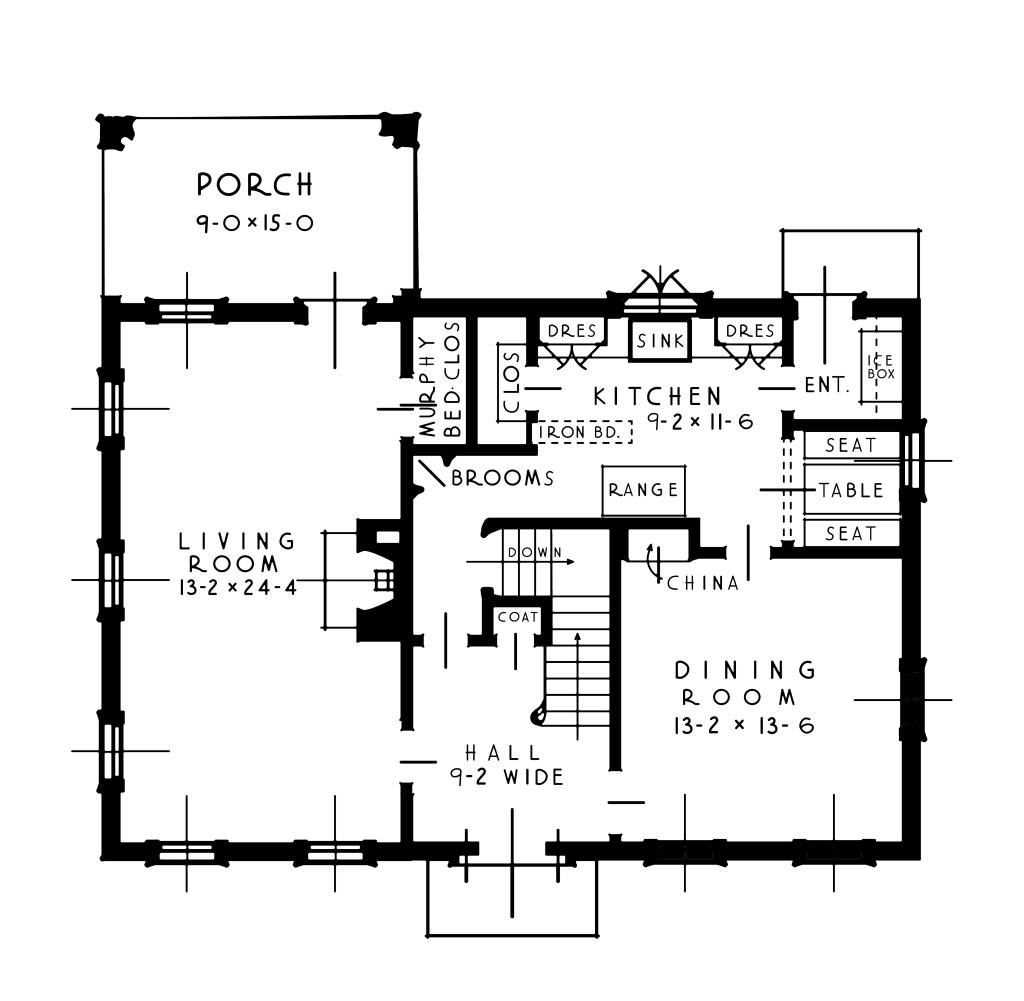 PORCH
9-0 × 15-0
DRES
SINK
DRES
MURPHY
BED·CLOS
CLOS
KITCHEN
9-2 × 11-6
ENT.
ICE
BOX
IRON BD.
SEAT
BROOMS
RANGE
TABLE
SEAT
LIVING
ROOM
13-2 × 24-4
DOWN
CHINA
COAT
DINING
ROOM
13-2 × 13-6
HALL
9-2 WIDE